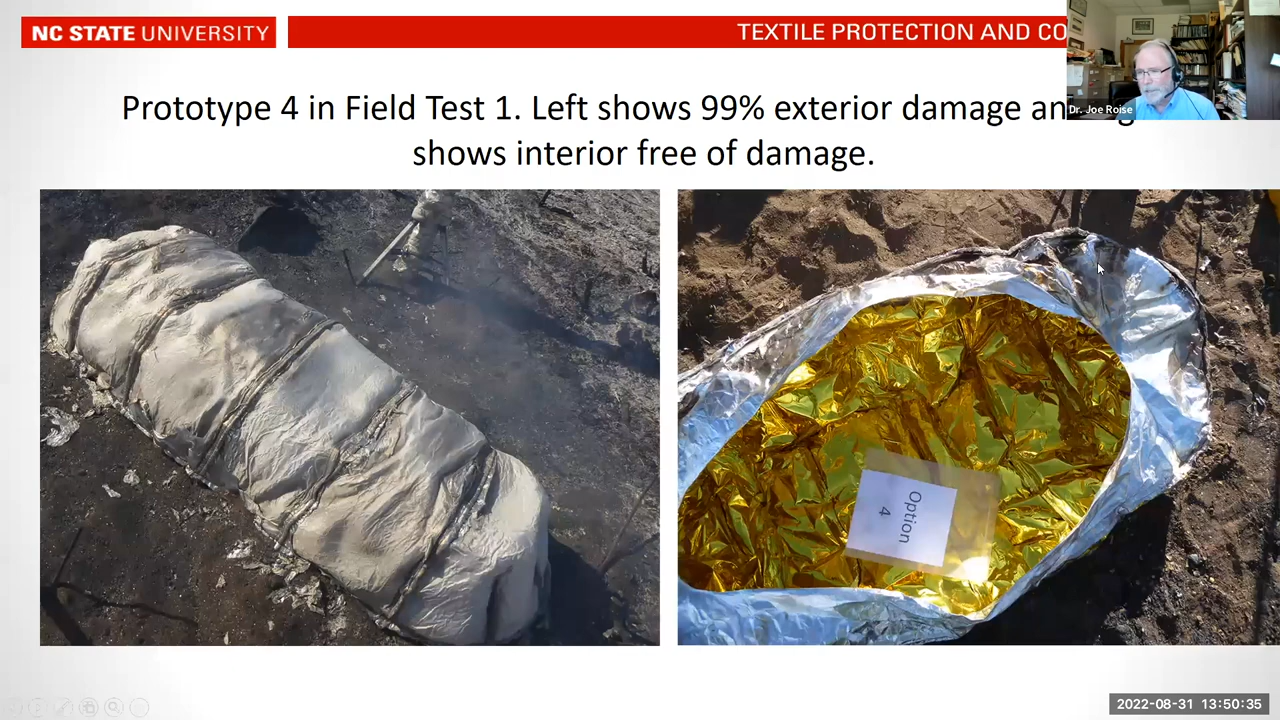 NC STATE UNIVERSITY
TEXTILE PROTECTION AND CO
Dr. Joe Roise
Prototype 4 in Field Test 1. Left shows 99% exterior damage an
shows interior free of damage.
Option
4
2022-08-31 13:50:35